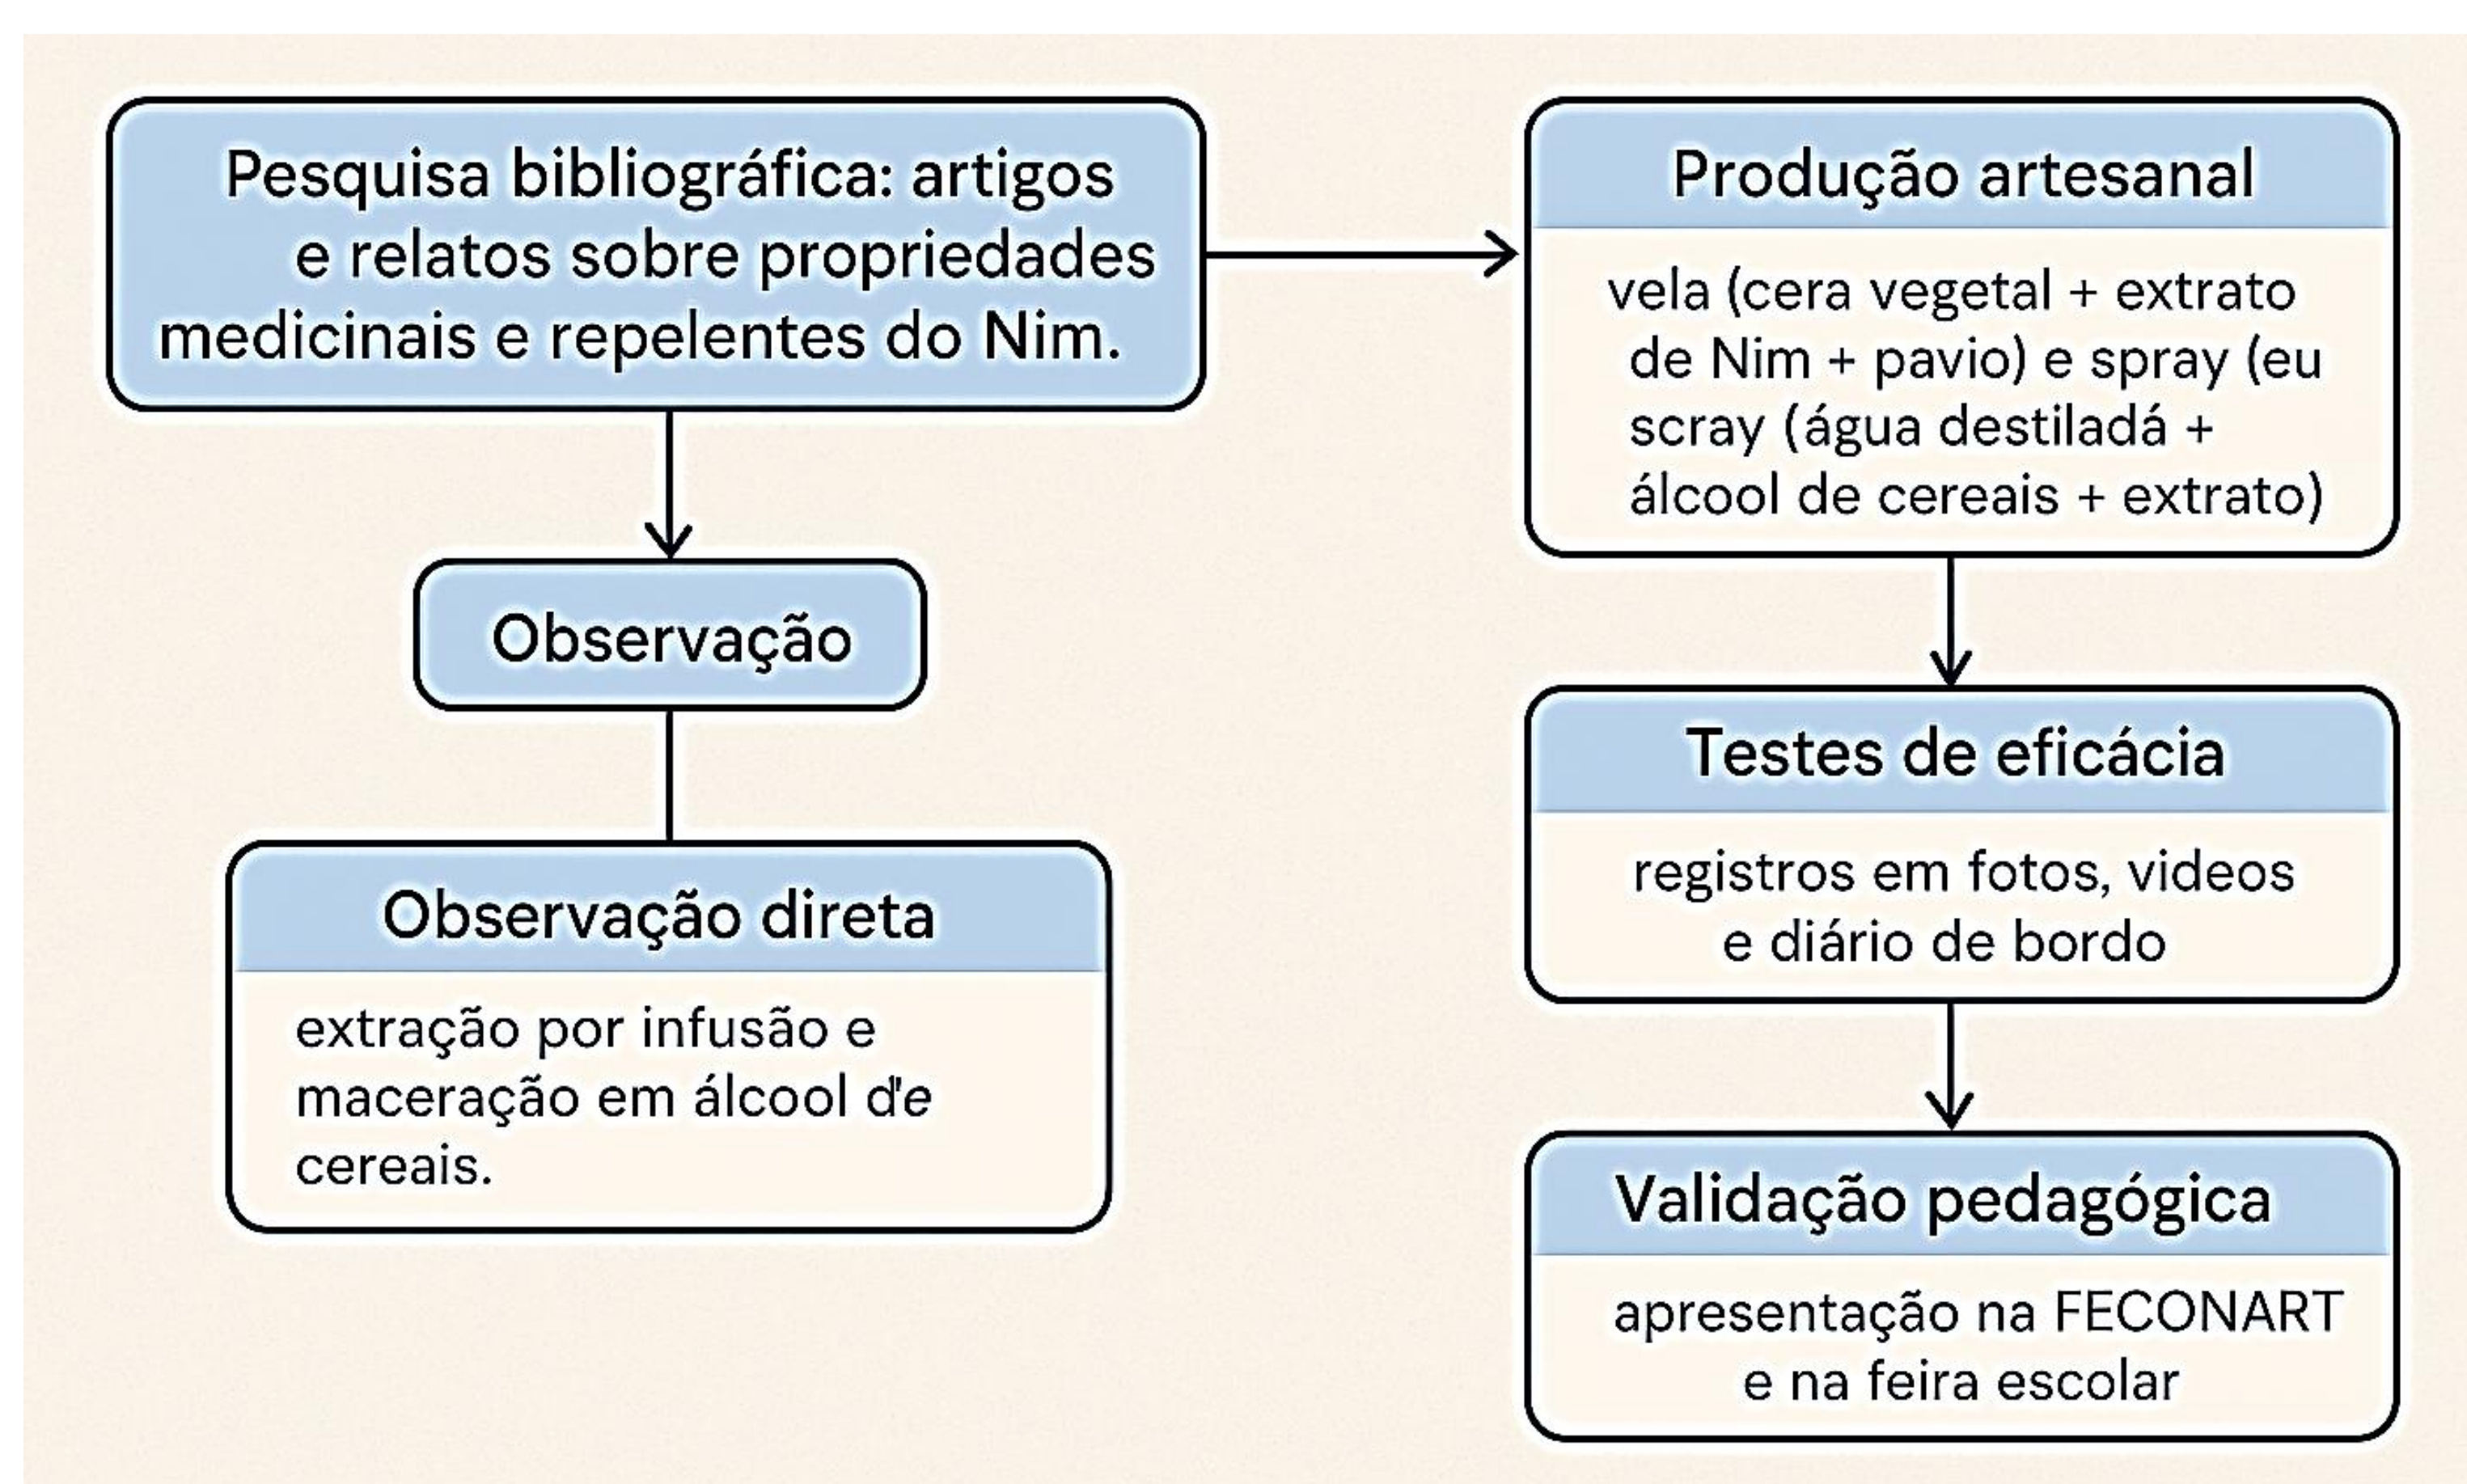 Pesquisa bibliográfica: artigos
e relatos sobre propriedades
medicinais e repelentes do Nim.
Observação
Observação direta
extração por infusão e
maceração em álcool d'e
cereais.
Produção artesanal
vela (cera vegetal + extrato
de Nim + pavio) e spray (eu
scray (água destiladá +
álcool de cereais + extrato)
Testes de eficácia
registros em fotos, videos
e diário de bordo
Validação pedagógica
apresentação na FECONART
e na feira escolar